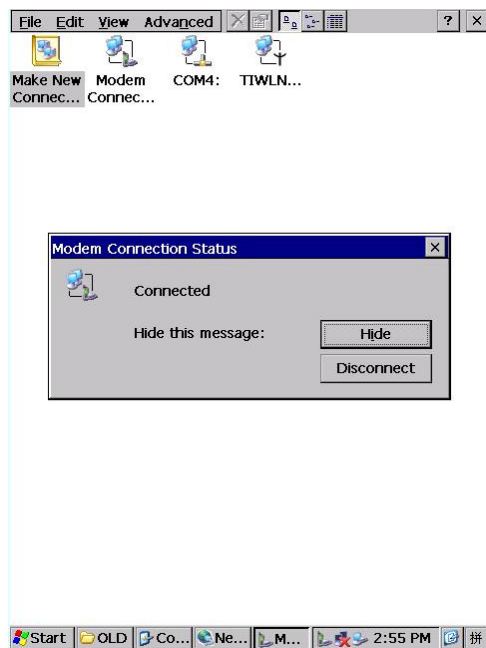 File Edit View Advanced ? ×
Make New Connec...
Modem Connec...
COM4:
TIWLN...
Modem Connection Status ×
Connected
Hide this message:
Hide
Disconnect
Start OLD Co... Ne... M... 2:55 PM 拼